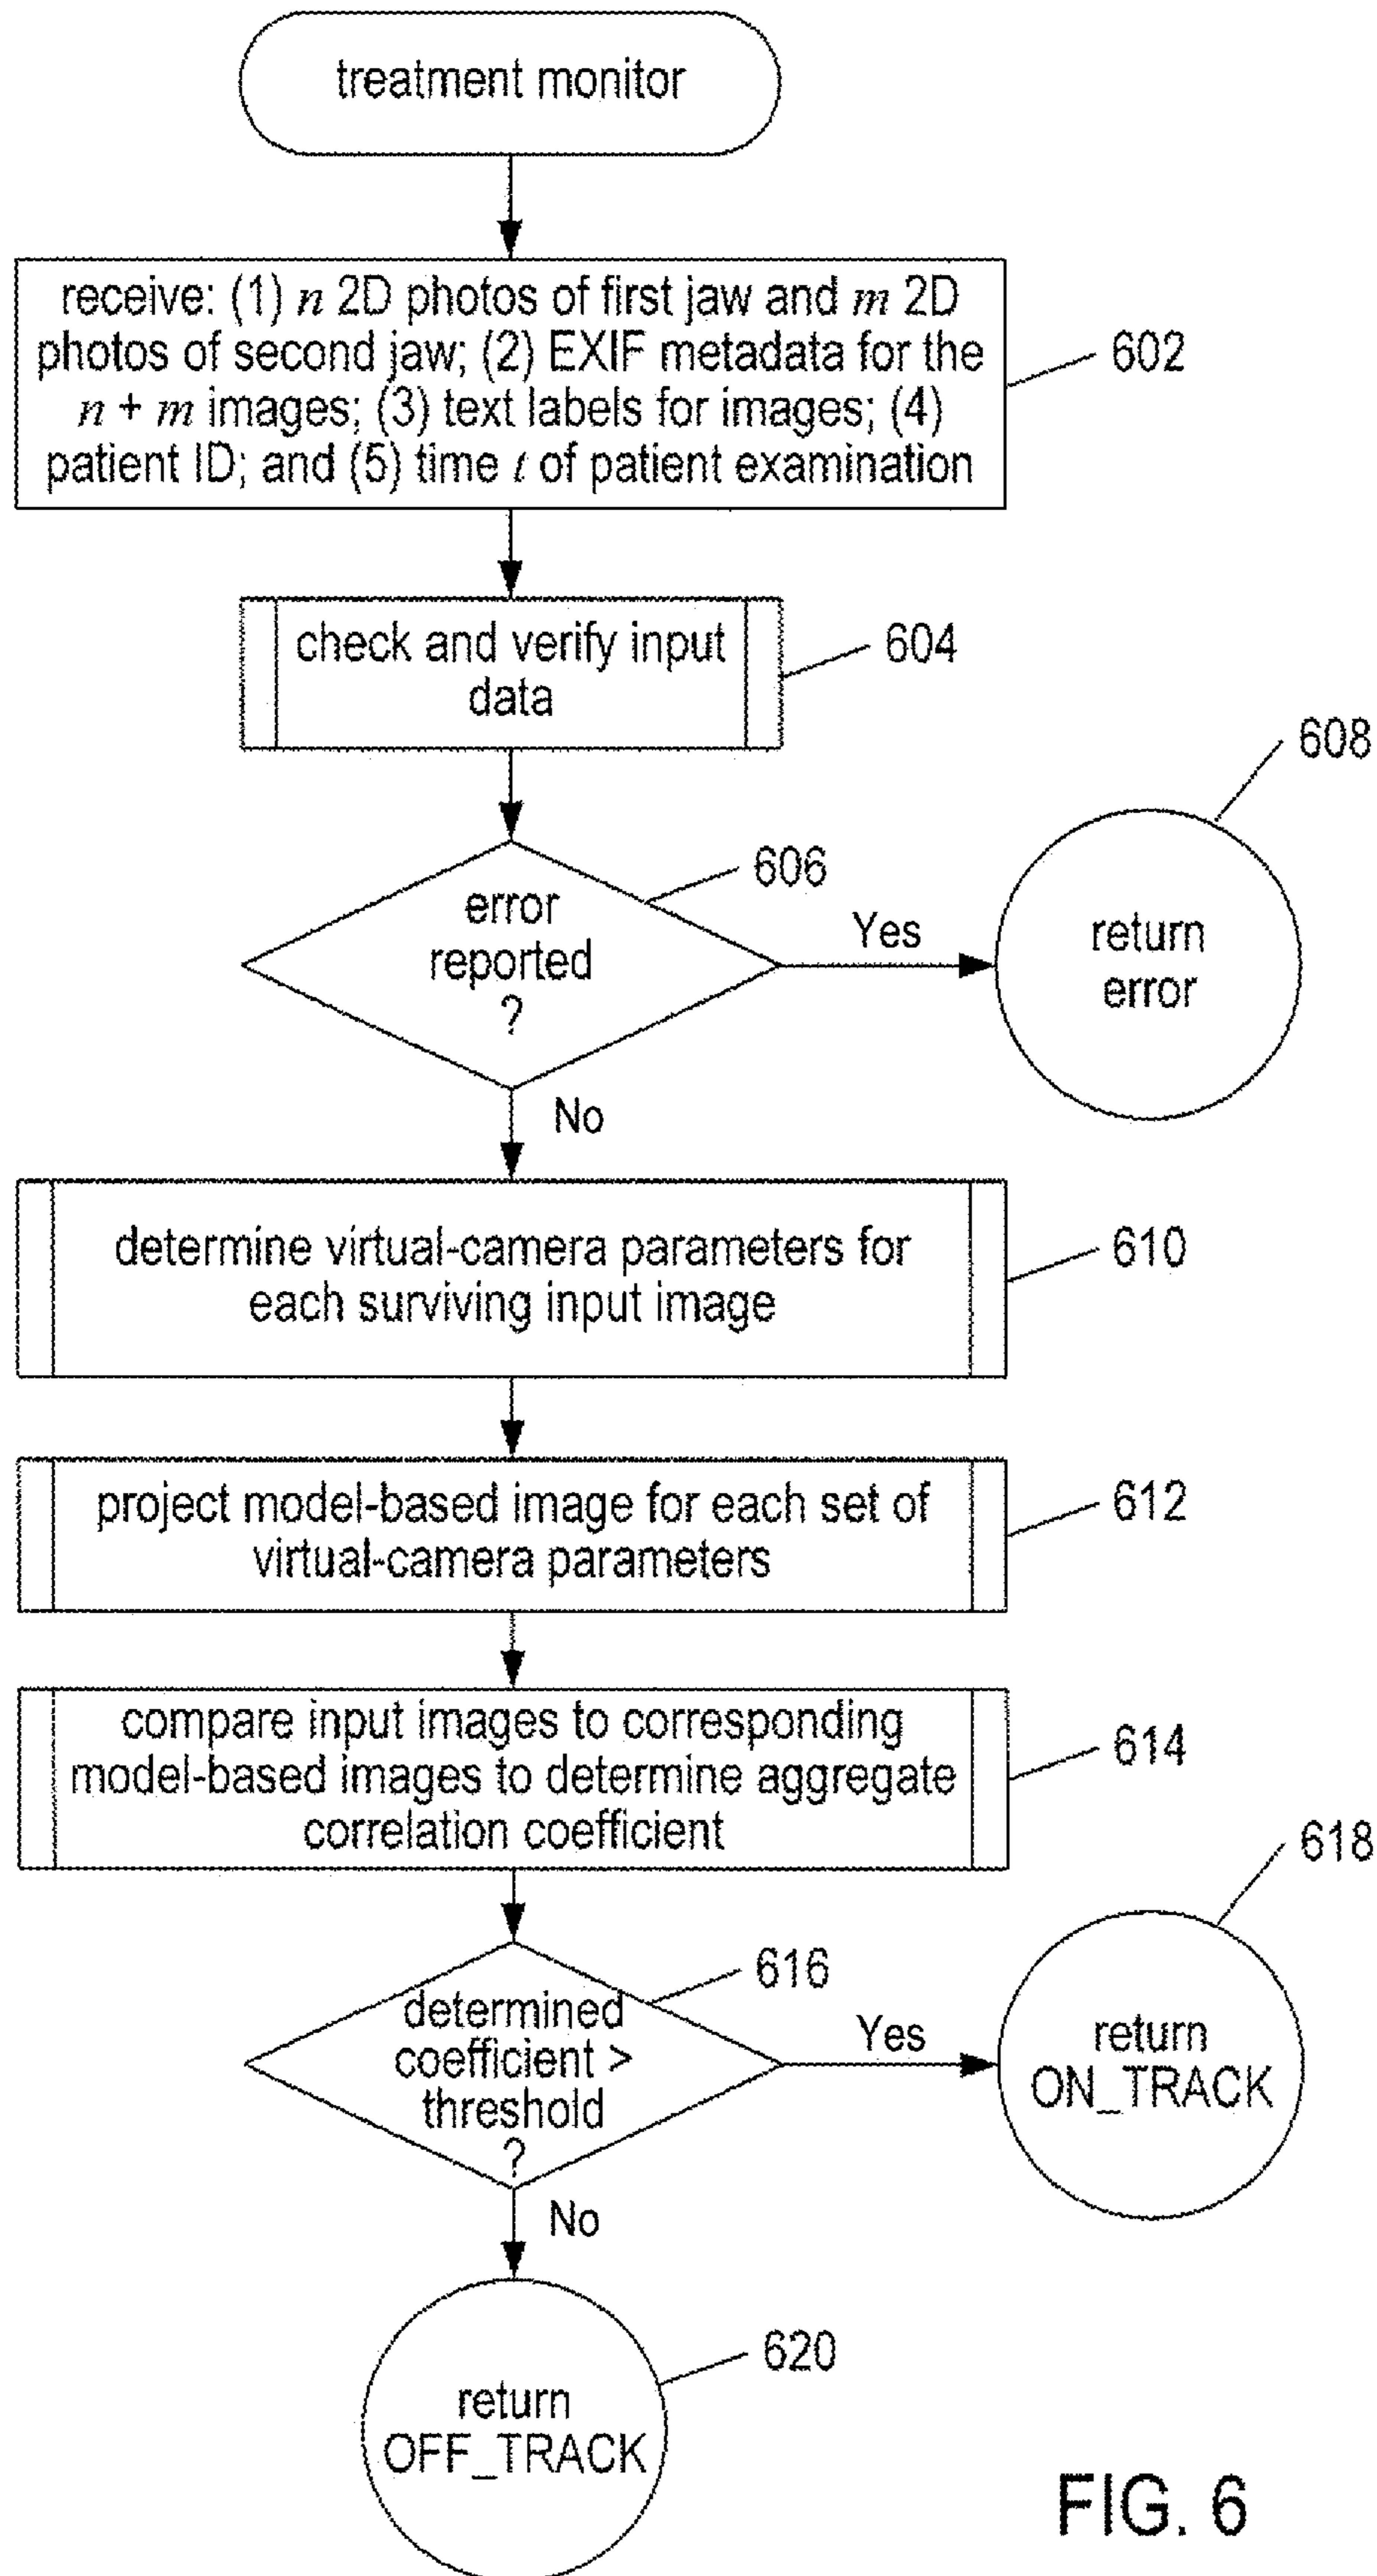 treatment monitor
receive: (1) n 2D photos of first jaw and m 2D
photos of second jaw; (2) EXIF metadata for the
n + m images; (3) text labels for images; (4)
patient ID; and (5) time t of patient examination
602
check and verify input
data
604
error
reported
?
606
Yes
608
return
error
No
determine virtual-camera parameters for
each surviving input image
610
project model-based image for each set of
virtual-camera parameters
612
compare input images to corresponding
model-based images to determine aggregate
correlation coefficient
614
determined
coefficient >
threshold
?
616
Yes
618
return
ON_TRACK
No
return
OFF_TRACK
620
FIG. 6